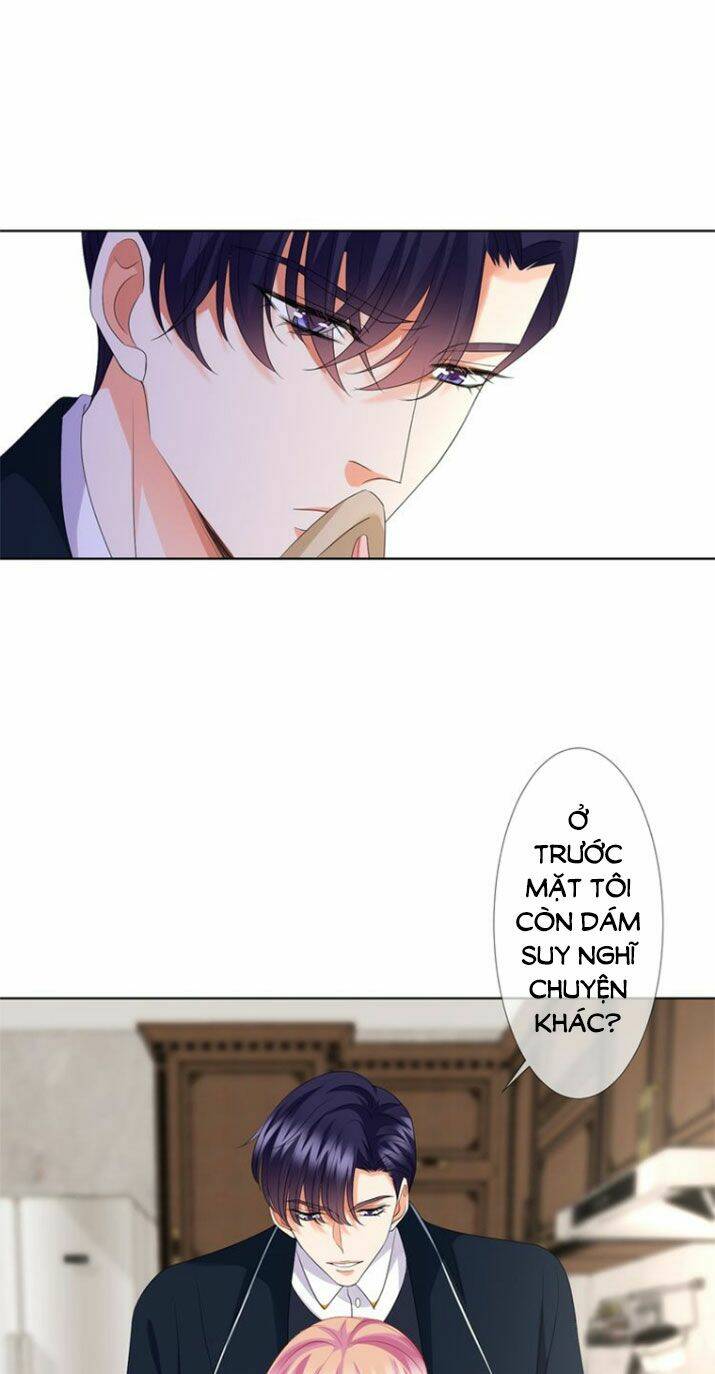 Ở
TRƯỚC
MẶT TÔI
CÒN DÁM
SUY NGHĨ
CHUYỆN
KHÁC?